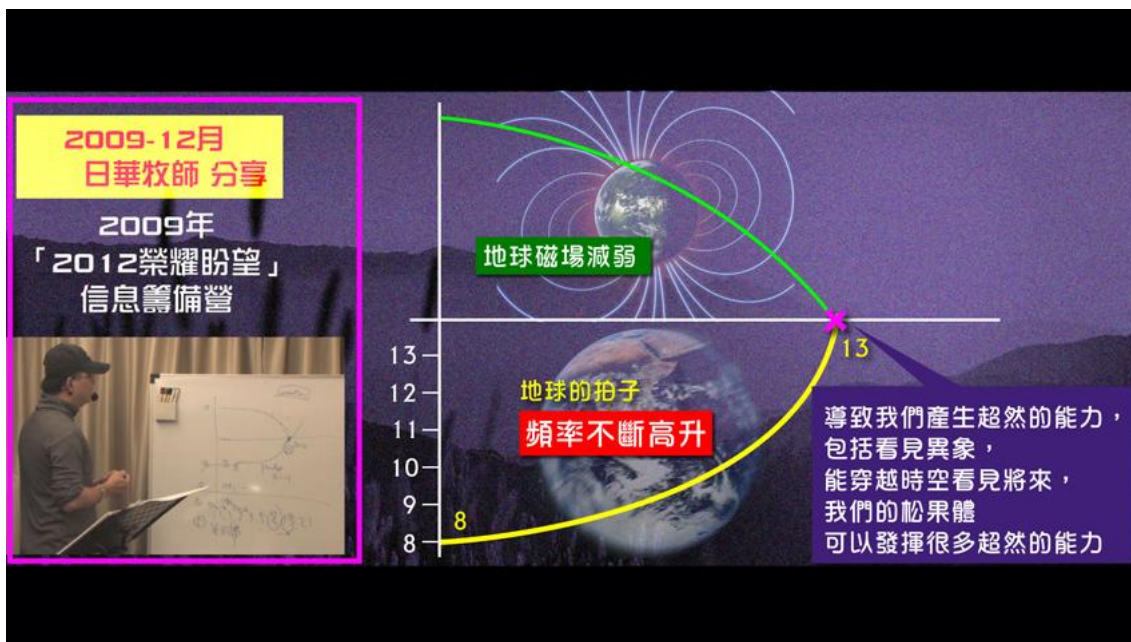 2009-12月
日華牧師 分享
2009年
「2012榮耀盼望」
信息籌備營
地球磁場減弱
13
12
11
10
9
8
地球的拍子
頻率不斷高升
8
13
導致我們產生超然的能力，
包括看見異象，
能穿越時空看見將來，
我們的松果體
可以發揮很多超然的能力